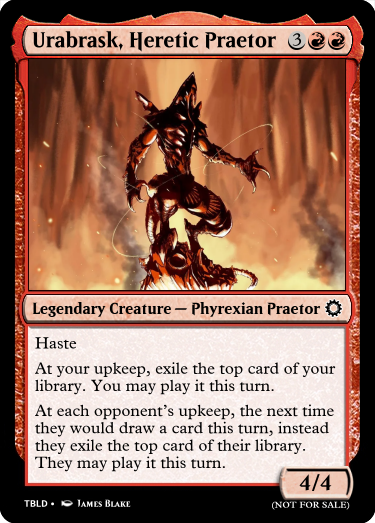 Urabrask, Heretic Praetor 3
Legendary Creature — Phyrexian Praetor
Haste
At your upkeep, exile the top card of your
library. You may play it this turn.
At each opponent's upkeep, the next time
they would draw a card this turn, instead
they exile the top card of their library.
They may play it this turn.
4/4
TBLD • James Blake
(NOT FOR SALE)